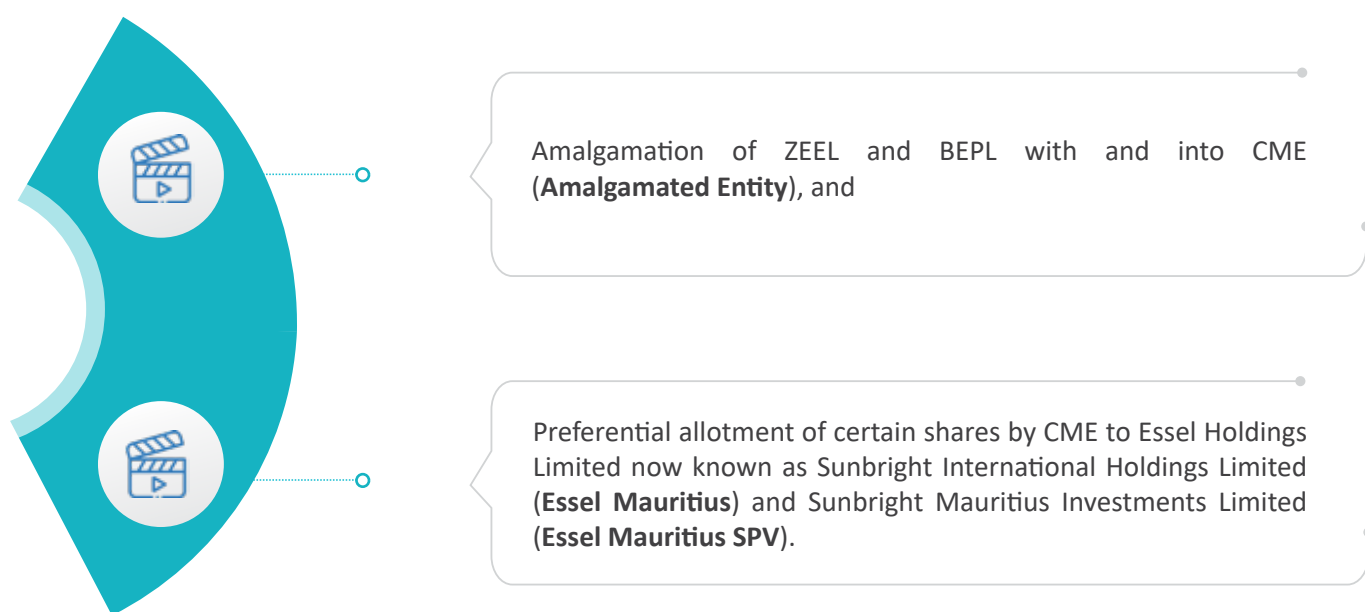 Amalgamation of ZEEL and BEPL with and into CME
(Amalgamated Entity), and
Preferential allotment of certain shares by CME to Essel Holdings
Limited now known as Sunbright International Holdings Limited
(Essel Mauritius) and Sunbright Mauritius Investments Limited
(Essel Mauritius SPV).